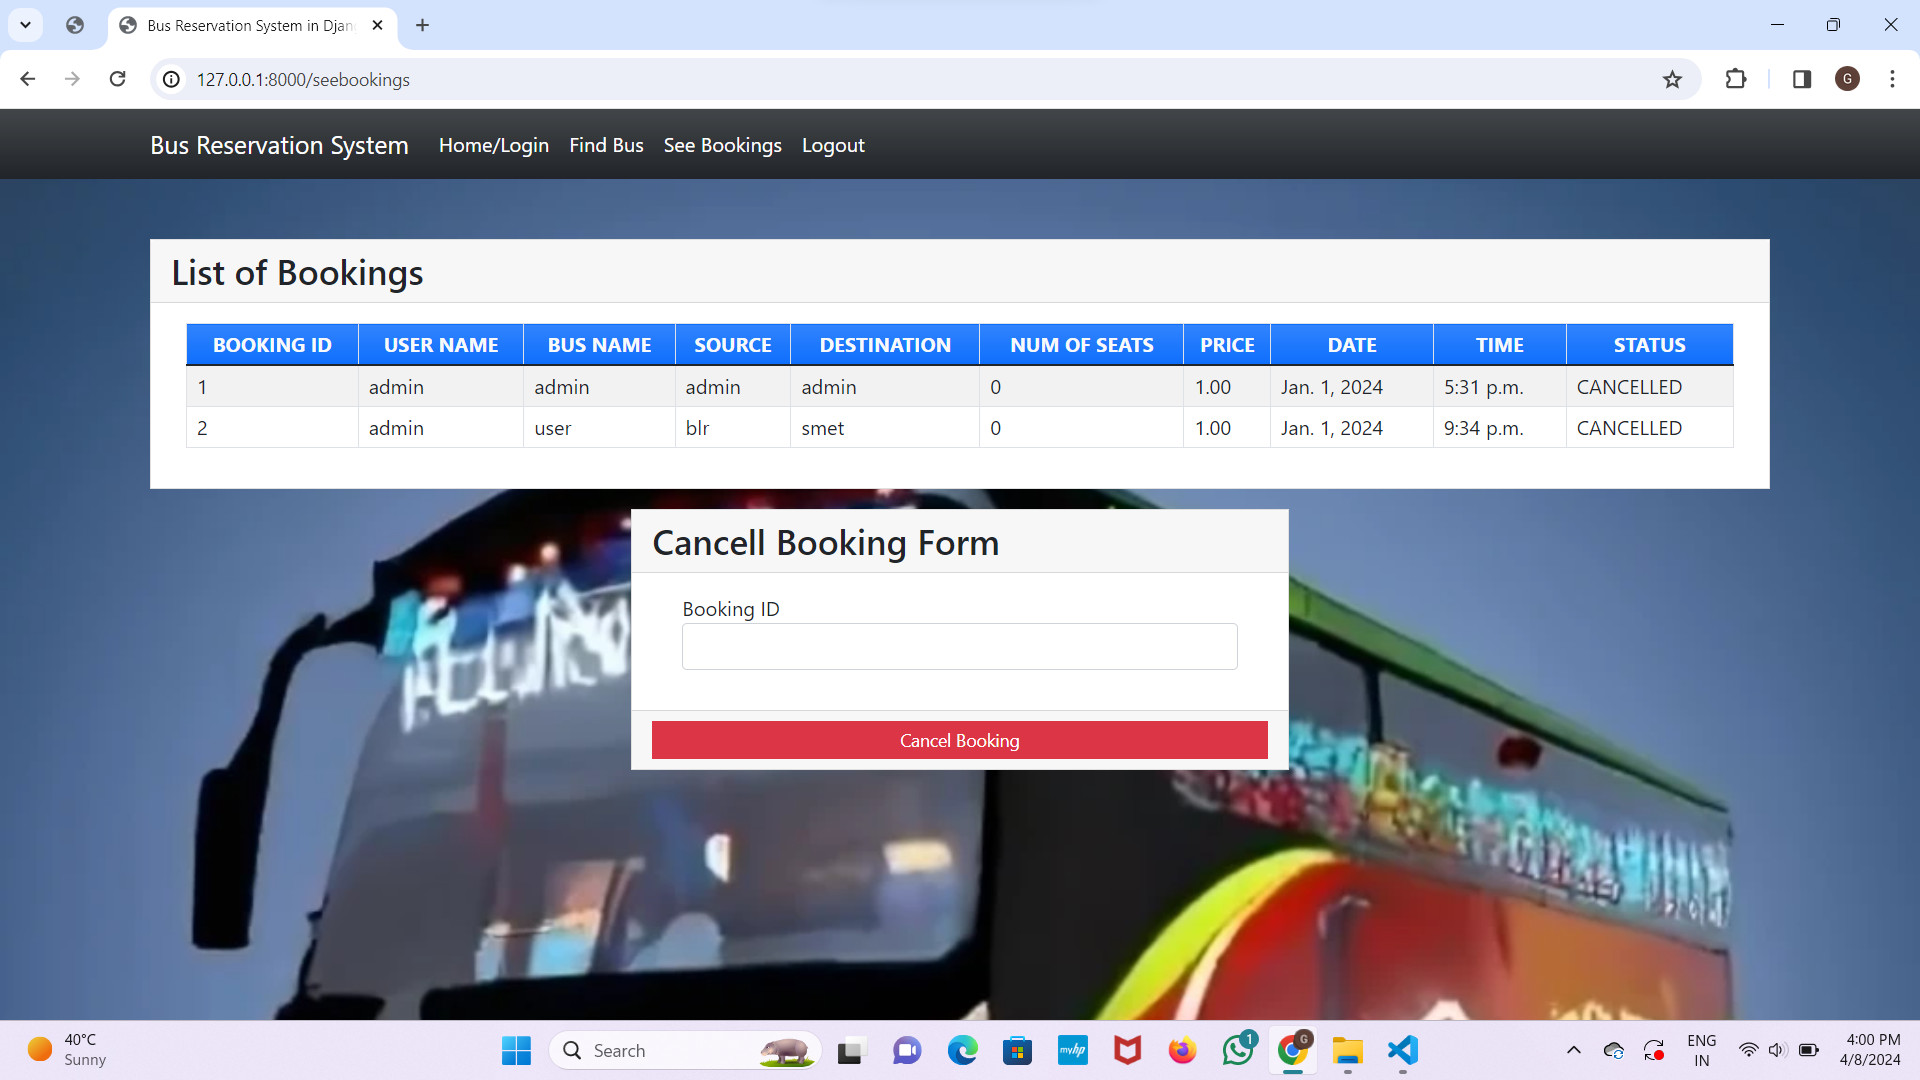 Bus Reservation System in Djan
127.0.0.1:8000/seebookings
G
Bus Reservation System Home/Login Find Bus See Bookings Logout
List of Bookings
BOOKING ID USER NAME BUS NAME SOURCE DESTINATION NUM OF SEATS PRICE DATE TIME STATUS
1 admin admin admin admin 0 1.00 Jan. 1, 2024 5:31 p.m. CANCELLED
2 admin user blr smet 0 1.00 Jan. 1, 2024 9:34 p.m. CANCELLED
Cancell Booking Form
Booking ID
Cancel Booking
40°C
Sunny
Search
myhp
1
G
ENG
IN
4:00 PM
4/8/2024